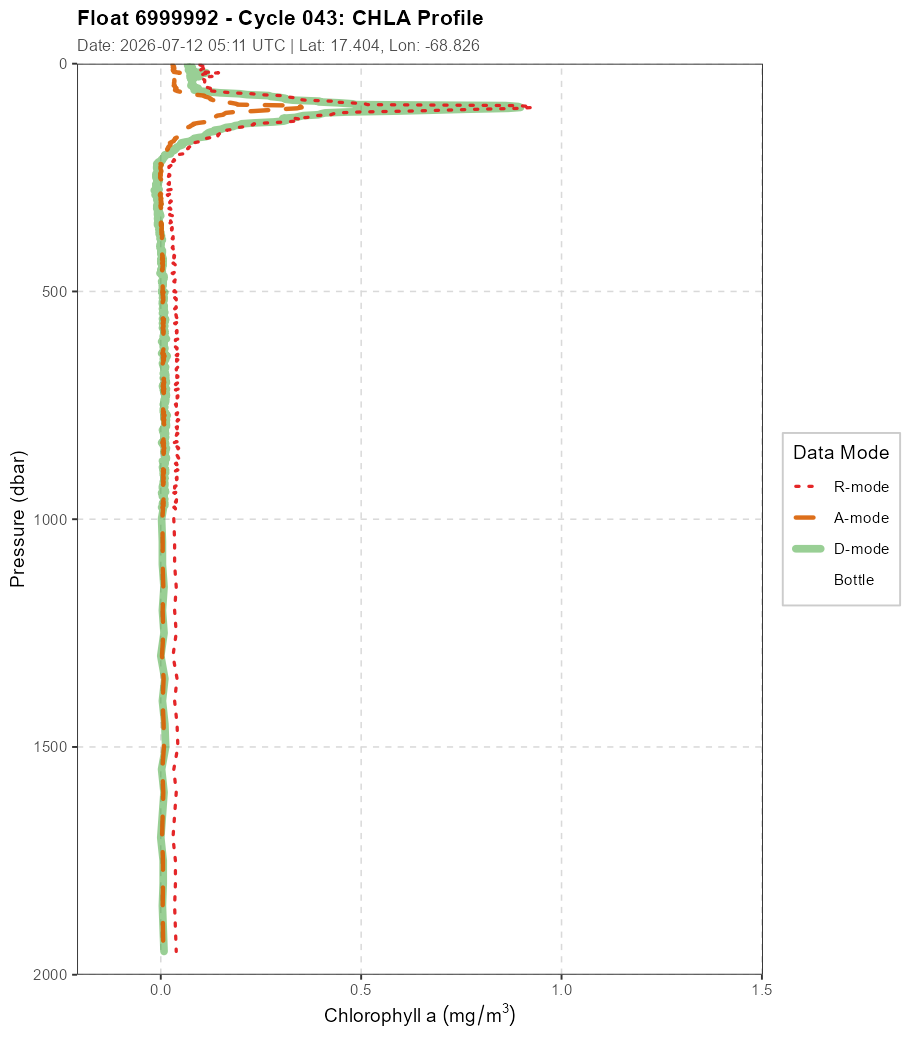 Float 6999992 - Cycle 043: CHLA Profile
Date: 2026-07-12 05:11 UTC | Lat: 17.404, Lon: -68.826
0
500
1000
1500
2000
Pressure (dbar)
0.0
0.5
1.0
1.5
Chlorophyll a (mg/m³)
Data Mode
R-mode
A-mode
D-mode
Bottle